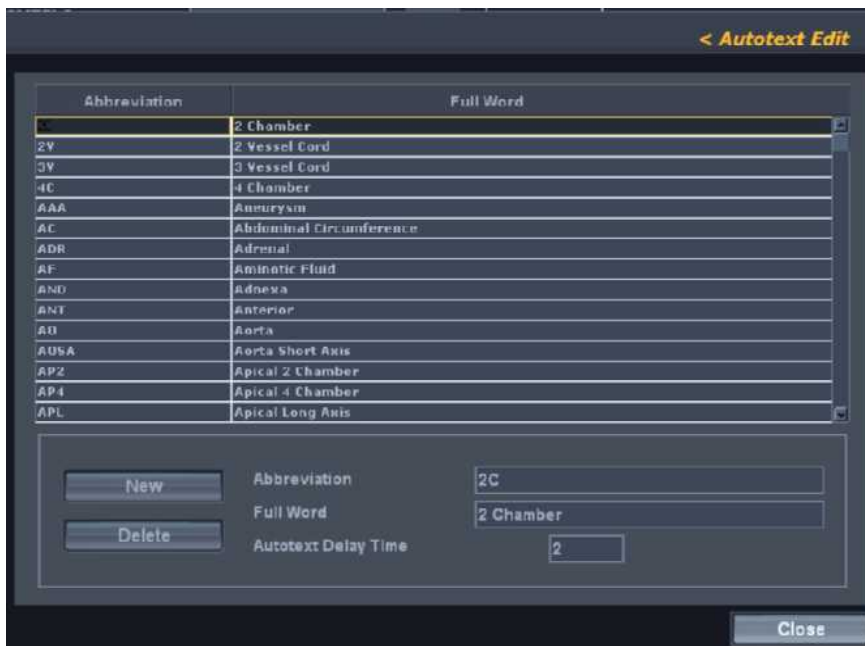 < Autotext Edit
Abbreviation Full Word
2 Chamber
2V 2 Vessel Cord
3V 3 Vessel Cord
4C 4 Chamber
AAA Aneurysm
AC Abdominal Circumference
ADR Adrenal
AF Aminotic Fluid
AND Adnexa
ANT Anterior
AO Aorta
Aorta Short Axis
AP2 Apical 2 Chamber
AP4 Apical 4 Chamber
APL Apical Long Axis
New
Delete
Abbreviation 2C
Full Word 2 Chamber
Autotext Delay Time 2
Close